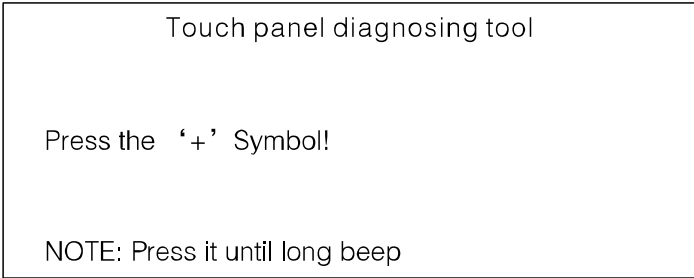 Touch panel diagnosing tool
Press the ‘+’ Symbol!
NOTE: Press it until long beep